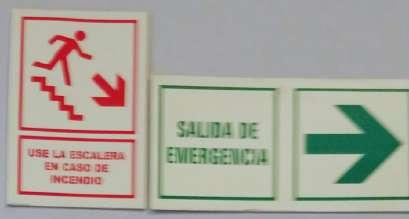 USE LA ESCALERA
EN CASO DE
INCENDIO
SALIDA DE
EMERGENCIA